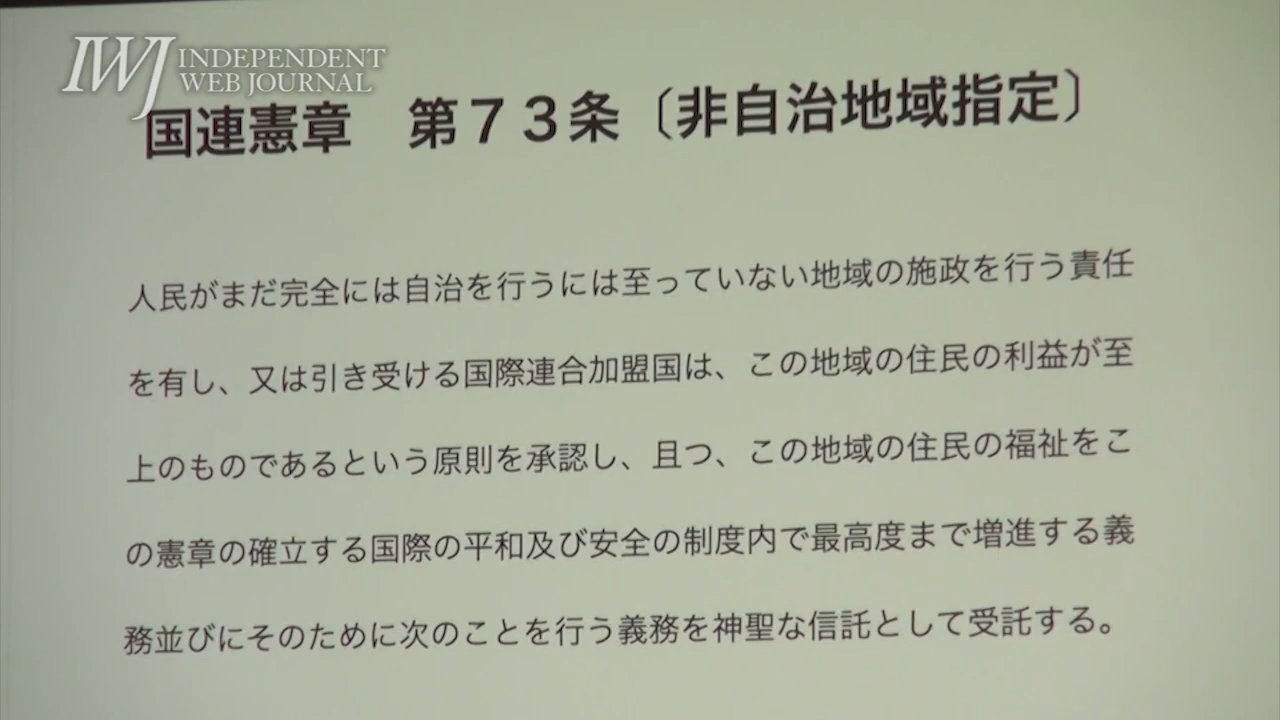 IWJ INDEPENDENT
WEB JOURNAL
国連憲章　第７３条〔非自治地域指定〕
人民がまだ完全には自治を行うには至っていない地域の施政を行う責任
を有し、又は引き受ける国際連合加盟国は、この地域の住民の利益が至
上のものであるという原則を承認し、且つ、この地域の住民の福祉をこ
の憲章の確立する国際の平和及び安全の制度内で最高度まで増進する義
務並びにそのために次のことを行う義務を神聖な信託として受託する。